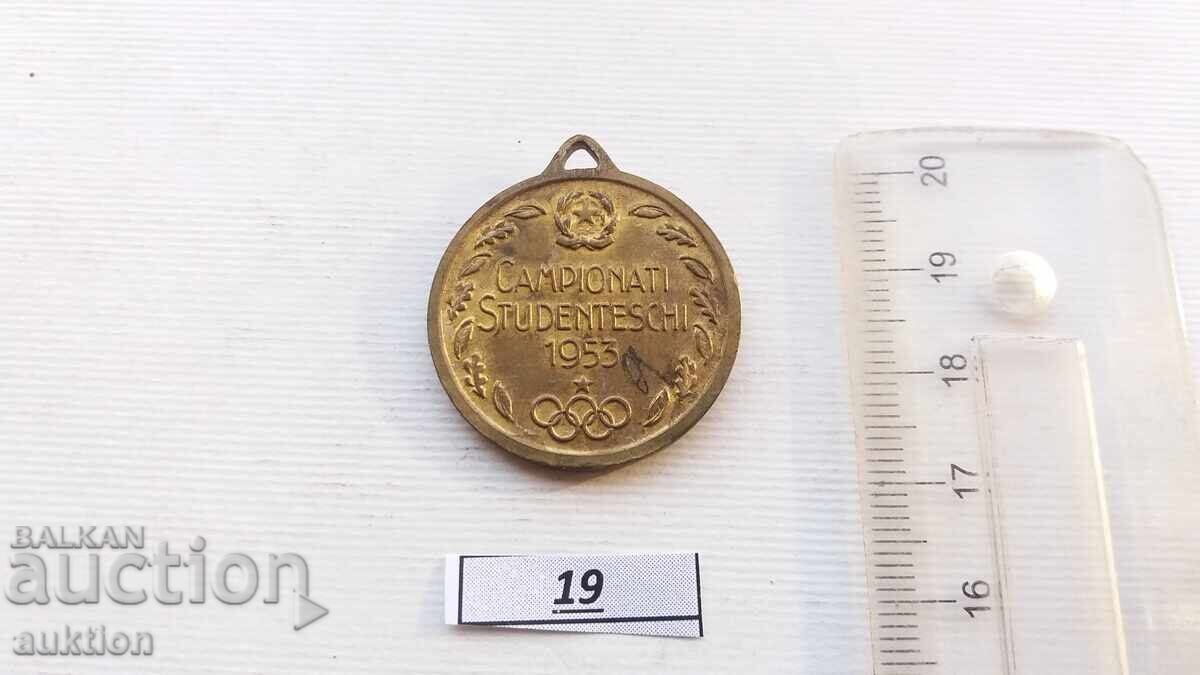 CAMPIONATI
STUDENTESCHI
1953
20
19
18
17
16
19
BALKAN
auction
auktion